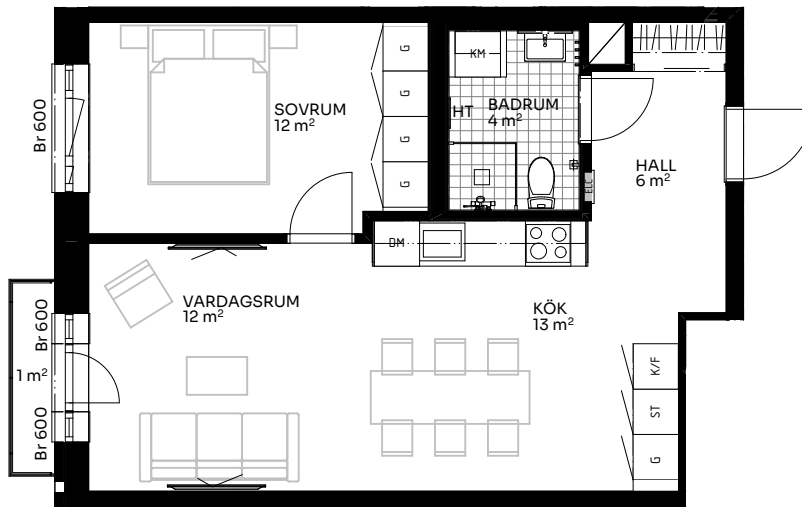 KM
G
G
G
G
Br 600
SOVRUM
12 m²
HT
BADRUM
4 m²
HALL
6 m²
ELC
DM
VARDAGSRUM
12 m²
KÖK
13 m²
Br 600
1 m²
Br 600
K/F
ST
G